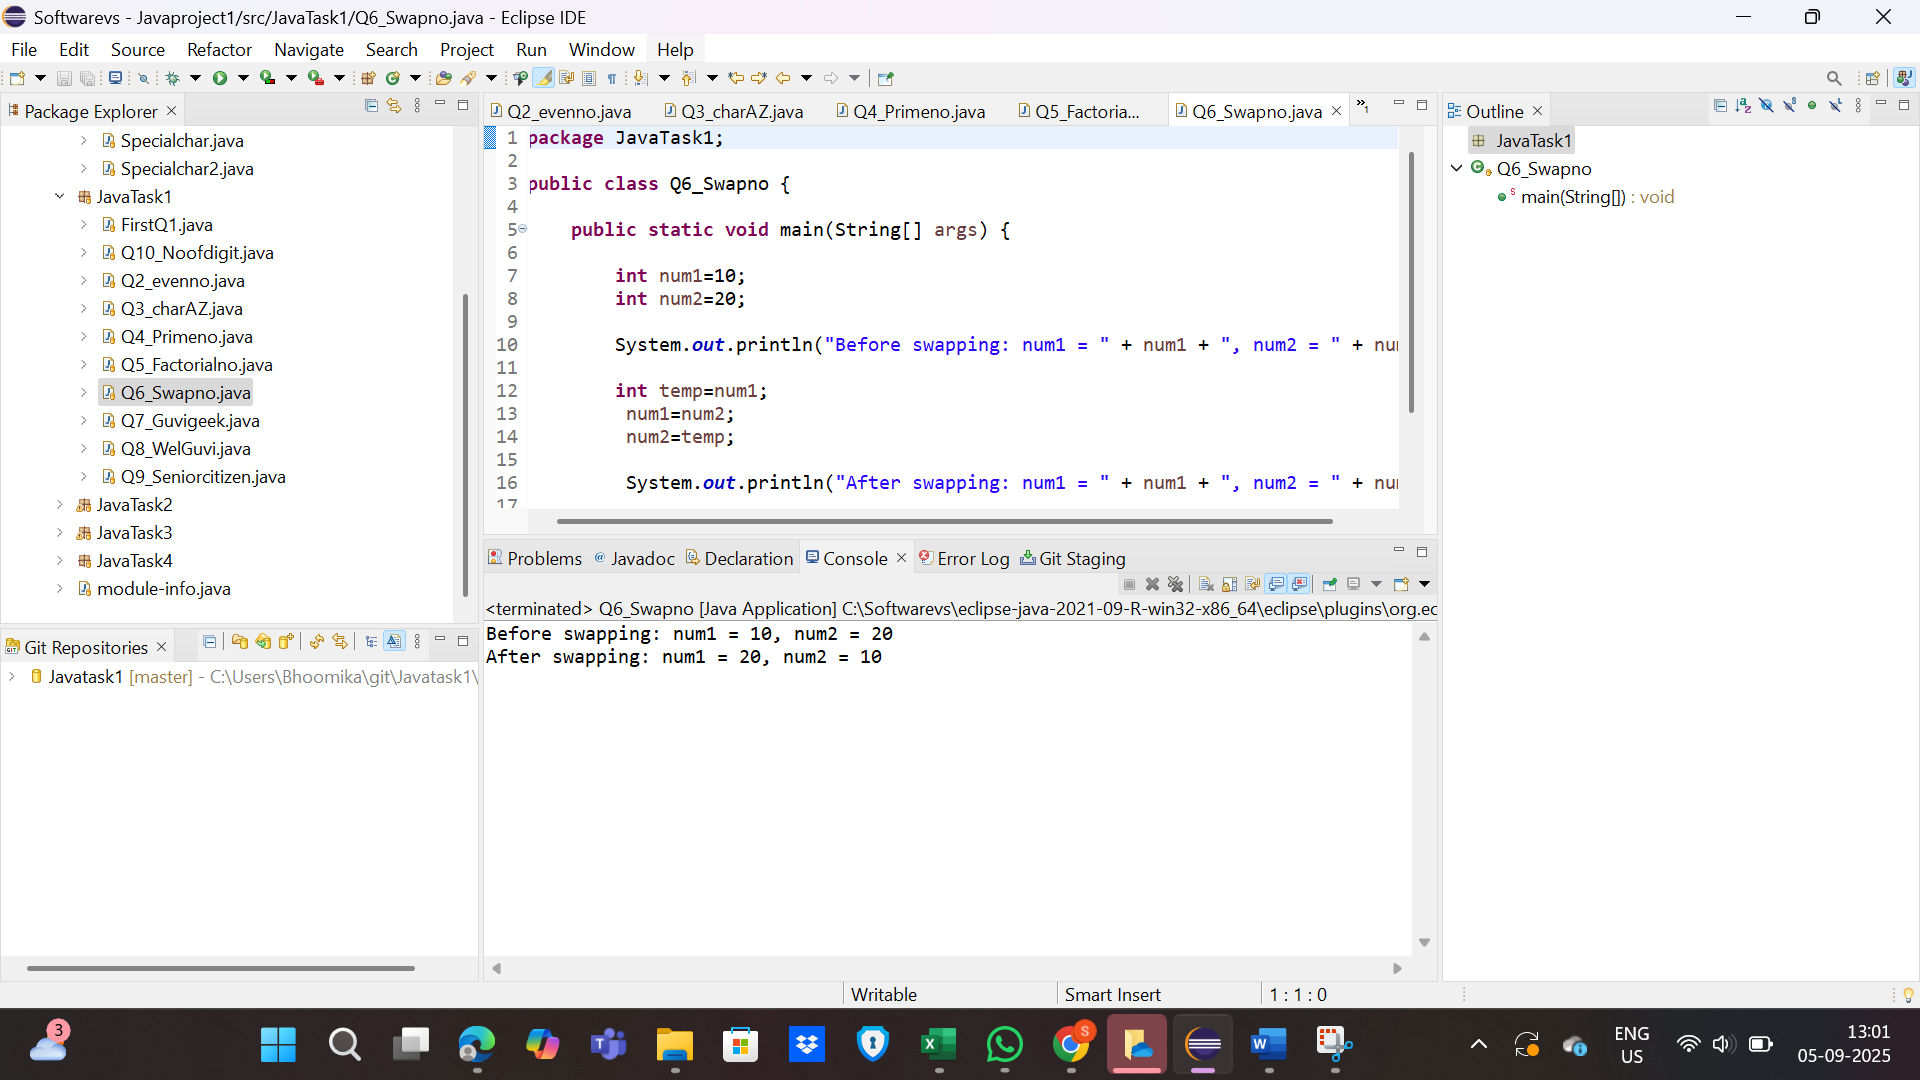 Softwarevs - Javaproject1/src/JavaTask1/Q6_Swapno.java - Eclipse IDE
File Edit Source Refactor Navigate Search Project Run Window Help
Package Explorer
Specialchar.java
Specialchar2.java
JavaTask1
FirstQ1.java
Q10_Noofdigit.java
Q2_evenno.java
Q3_charAZ.java
Q4_Primeno.java
Q5_Factorialno.java
Q6_Swapno.java
Q7_Guvigeek.java
Q8_WelGuvi.java
Q9_Seniorcitizen.java
JavaTask2
JavaTask3
JavaTask4
module-info.java
Git Repositories
Javatask1 [master] - C:\Users\Bhoomika\git\Javatask1\
Q2_evenno.java Q3_charAZ.java Q4_Primeno.java Q5_Factoria... Q6_Swapno.java »1
1 package JavaTask1;
2
3 public class Q6_Swapno {
4
5 public static void main(String[] args) {
6
7 int num1=10;
8 int num2=20;
9
10 System.out.println("Before swapping: num1 = " + num1 + ", num2 = " + nu
11
12 int temp=num1;
13 num1=num2;
14 num2=temp;
15
16 System.out.println("After swapping: num1 = " + num1 + ", num2 = " + nu
17
Problems Javadoc Declaration Console Error Log Git Staging
<terminated> Q6_Swapno [Java Application] C:\Softwarevs\eclipse-java-2021-09-R-win32-x86_64\eclipse\plugins\org.ec
Before swapping: num1 = 10, num2 = 20
After swapping: num1 = 20, num2 = 10
Outline
JavaTask1
Q6_Swapno
main(String[]) : void
Writable Smart Insert 1 : 1 : 0
3
ENG
US
13:01
05-09-2025